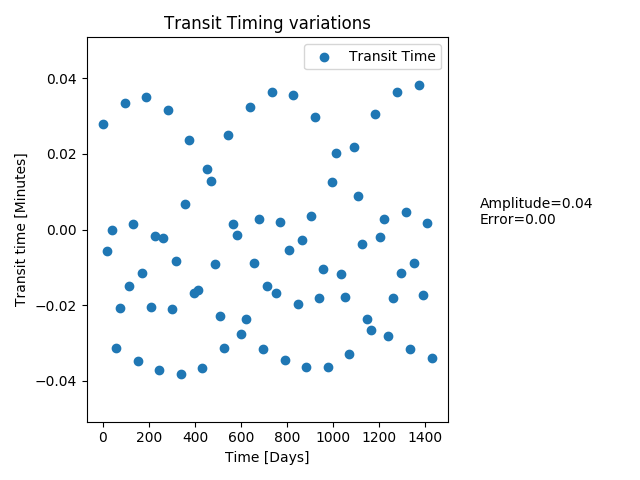 Transit Timing variations
Transit Time
0.04
0.02
0.00
−0.02
−0.04
Transit time [Minutes]
0 200 400 600 800 1000 1200 1400
Time [Days]
Amplitude=0.04
Error=0.00